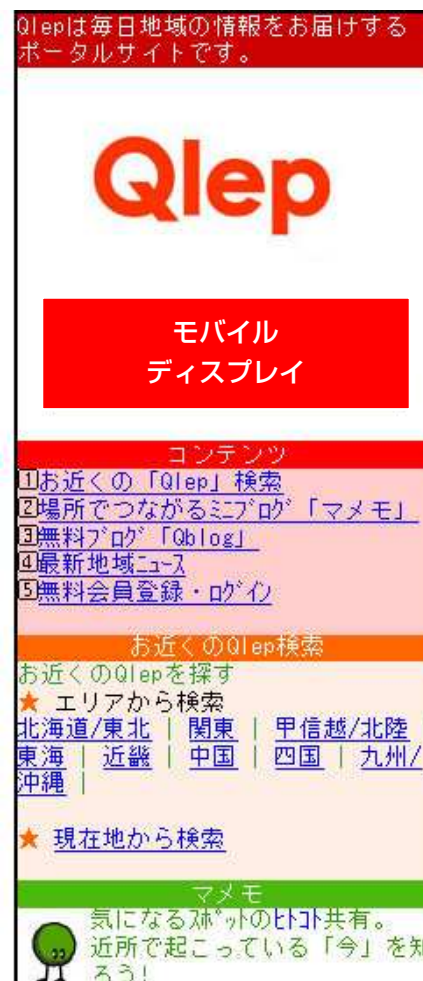 Qlepは毎日地域の情報をお届けする
ポータルサイトです。
Qlep
モバイル
ディスプレイ
コンテンツ
1お近くの「Qlep」検索
2場所でつながるﾐﾆﾌﾞﾛｸﾞ「マメモ」
3無料ﾌﾞﾛｸﾞ「Qblog」
4最新地域ﾆｭｰｽ
5無料会員登録・ﾛｸﾞｲﾝ
お近くのQlep検索
お近くのQlepを探す
★ エリアから検索
北海道/東北 | 関東 | 甲信越/北陸
東海 | 近畿 | 中国 | 四国 | 九州/
沖縄 |
★ 現在地から検索
マメモ
気になるｽﾎﾟｯﾄのﾋﾄｺﾄ共有。
近所で起こっている「今」を知
ろう!